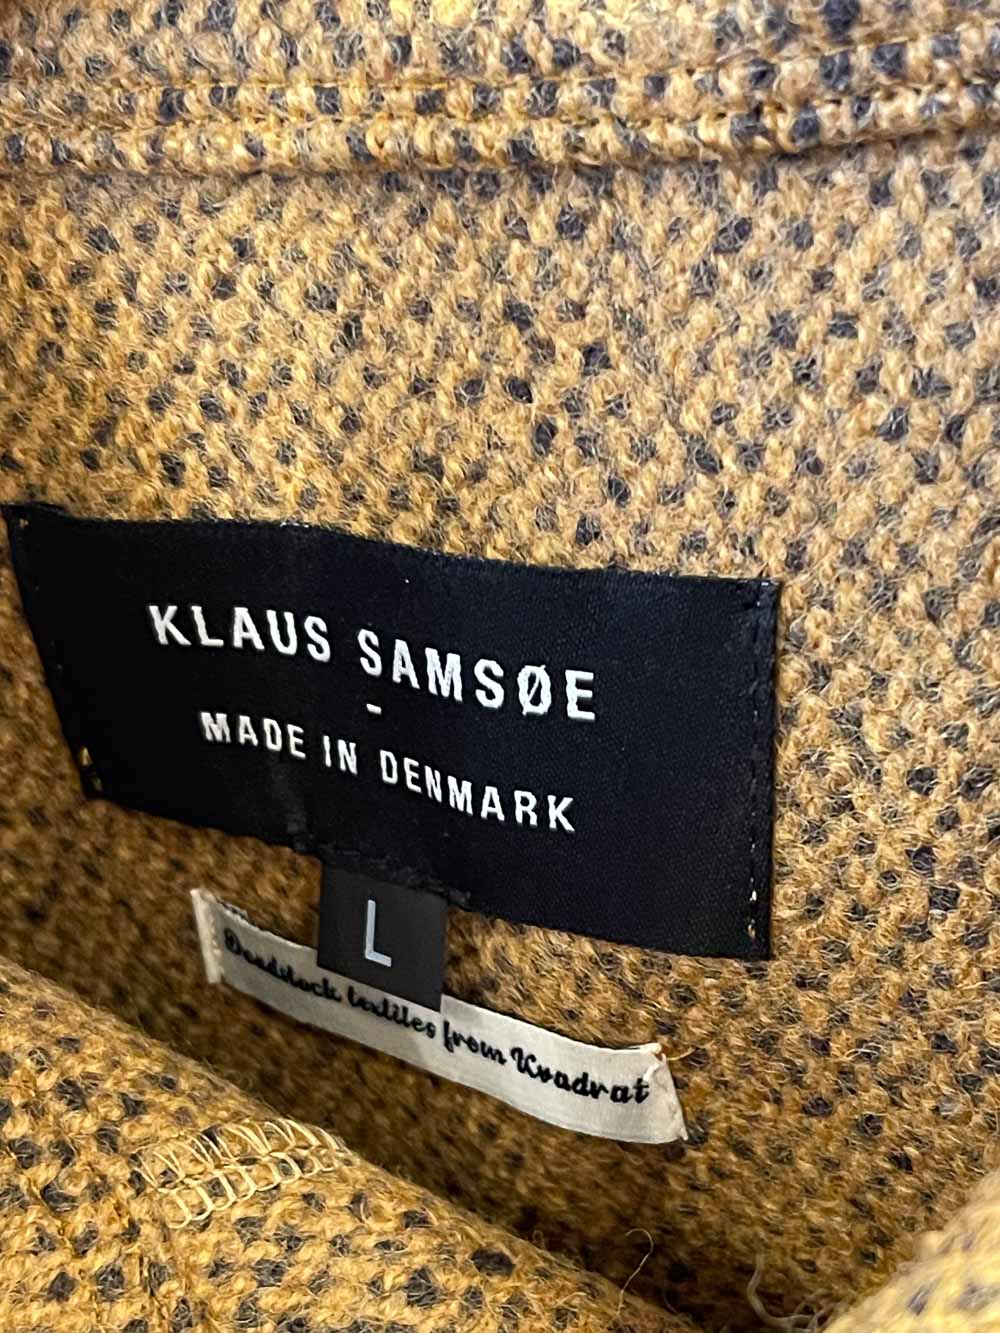 KLAUS SAMSØE
-
MADE IN DENMARK
L
Deadstock textiles from Kvadrat